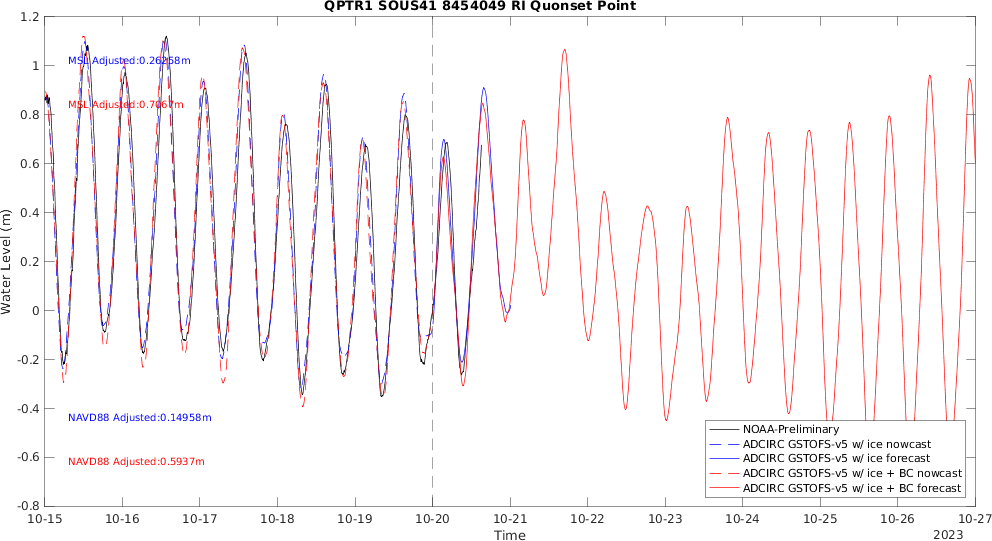 QPTR1 SOUS41 8454049 RI Quonset Point
1.2
1
0.8
0.6
0.4
0.2
0
-0.2
-0.4
-0.6
-0.8
Water Level (m)
MSL Adjusted:0.26258m
MSL Adjusted:0.7067m
NAVD88 Adjusted:0.14958m
NAVD88 Adjusted:0.5937m
NOAA-Preliminary
ADCIRC GSTOFS-v5 w/ ice nowcast
ADCIRC GSTOFS-v5 w/ ice forecast
ADCIRC GSTOFS-v5 w/ ice + BC nowcast
ADCIRC GSTOFS-v5 w/ ice + BC forecast
10-15 10-16 10-17 10-18 10-19 10-20 10-21 10-22 10-23 10-24 10-25 10-26 10-27
Time
2023